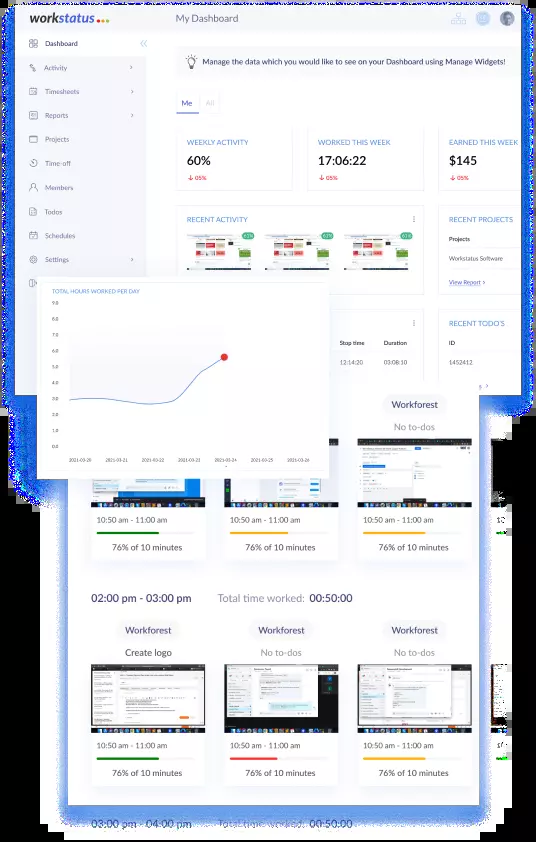 workstatus
My Dashboard
Dashboard
Activity
Timesheets
Reports
Projects
Time-off
Members
Todos
Schedules
Settings
Manage the data which you would like to see on your Dashboard using Manage Widgets!
Me All
WEEKLY ACTIVITY
60%
05%
WORKED THIS WEEK
17:06:22
05%
EARNED THIS WEEK
$145
05%
RECENT ACTIVITY
61% 61% 61%
RECENT PROJECTS
Projects
Workstatus Software
View Report
Stop time Duration
12:14:20 03:08:10
RECENT TODO'S
ID
1452412
TOTAL HOURS WORKED PER DAY
9.0
8.0
7.0
6.0
5.0
4.0
3.0
2.0
1.0
0.0
2021-03-20 2021-03-21 2021-03-22 2021-03-23 2021-03-24 2021-03-25 2021-03-26
Workforest
No to-dos
10:50 am - 11:00 am 10:50 am - 11:00 am 10:50 am - 11:00 am
76% of 10 minutes 76% of 10 minutes 76% of 10 minutes
02:00 pm - 03:00 pm Total time worked: 00:50:00
Workforest Workforest Workforest
Create logo No to-dos No to-dos
10:50 am - 11:00 am 10:50 am - 11:00 am 10:50 am - 11:00 am
76% of 10 minutes 76% of 10 minutes 76% of 10 minutes
03:00 pm - 04:00 pm Total time worked: 00:50:00